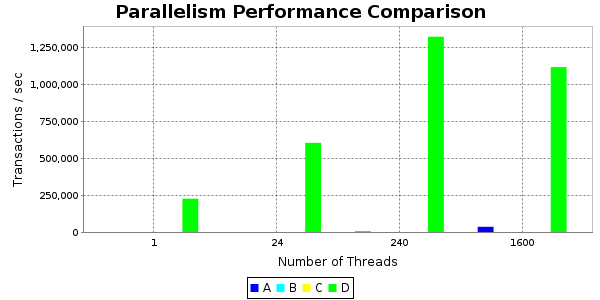 Parallelism Performance Comparison
Transactions / sec
1,250,000
1,000,000
750,000
500,000
250,000
0
1 24 240 1600
Number of Threads
A B C D